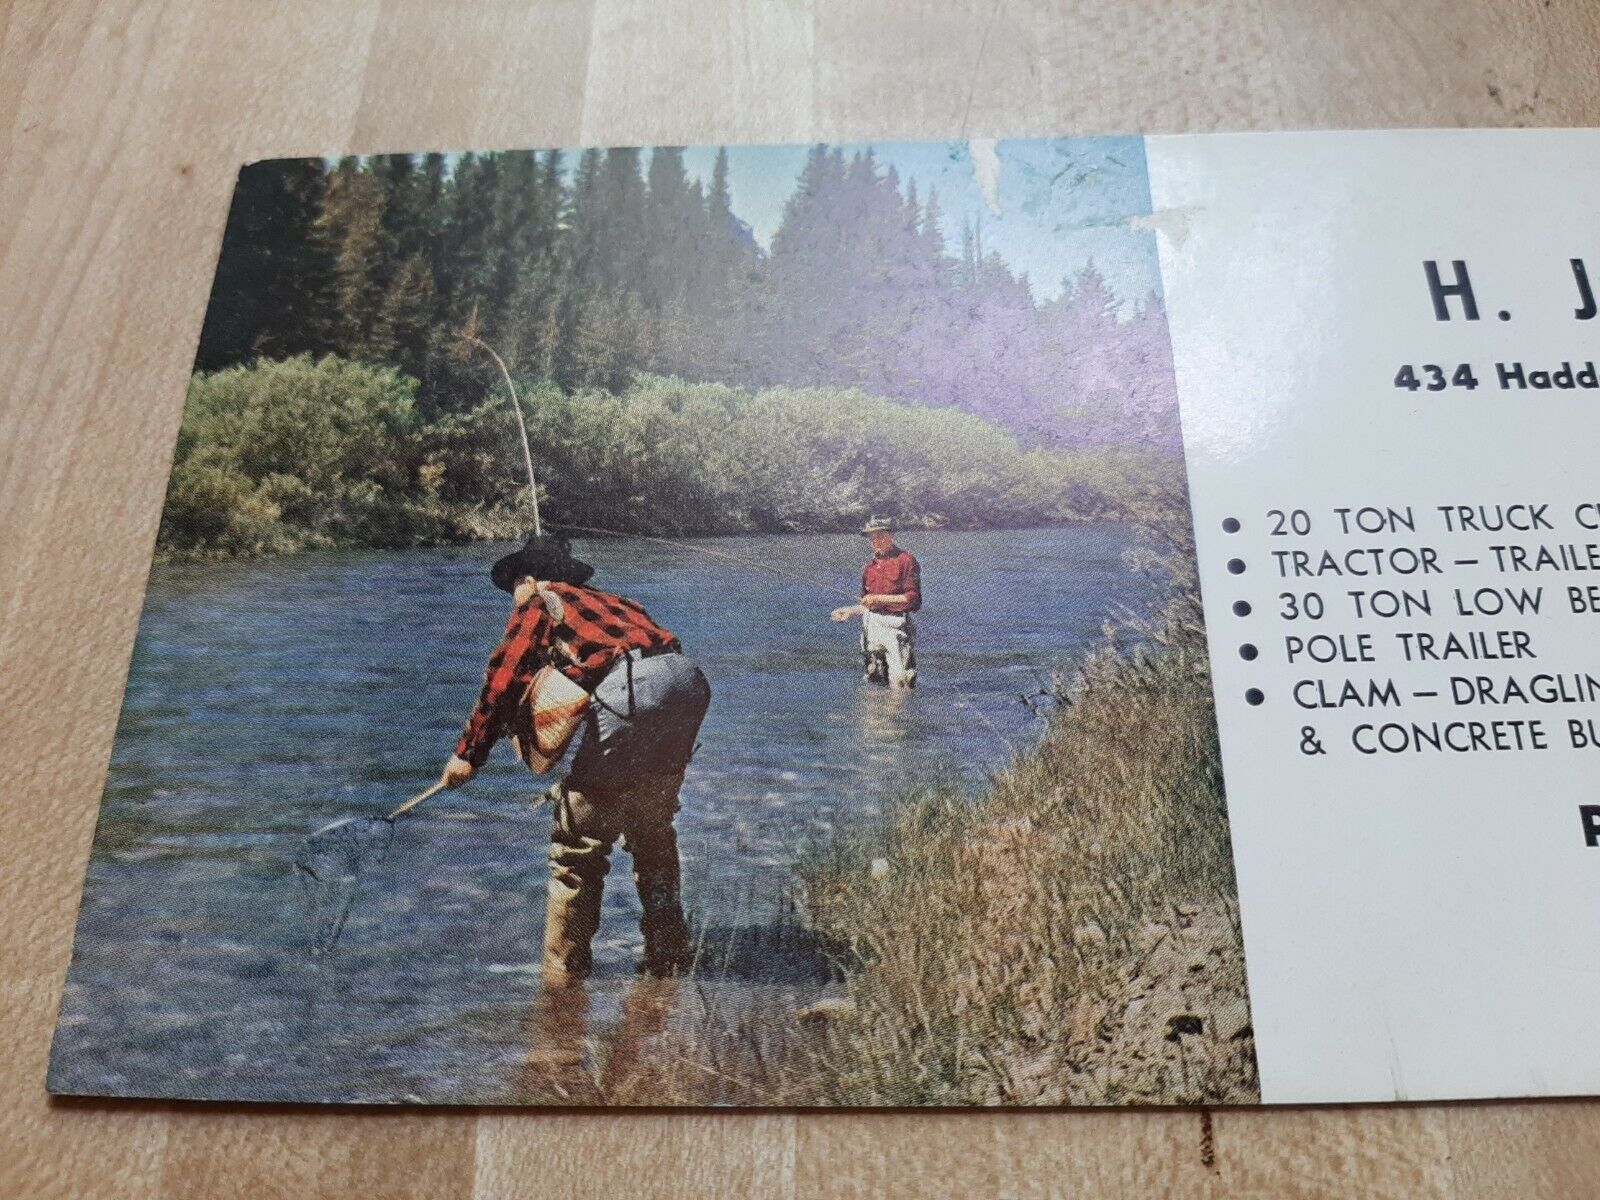 H. J
434 Hadd
• 20 TON TRUCK C
• TRACTOR – TRAILE
• 30 TON LOW BE
• POLE TRAILER
• CLAM – DRAGLIN
& CONCRETE BU
P